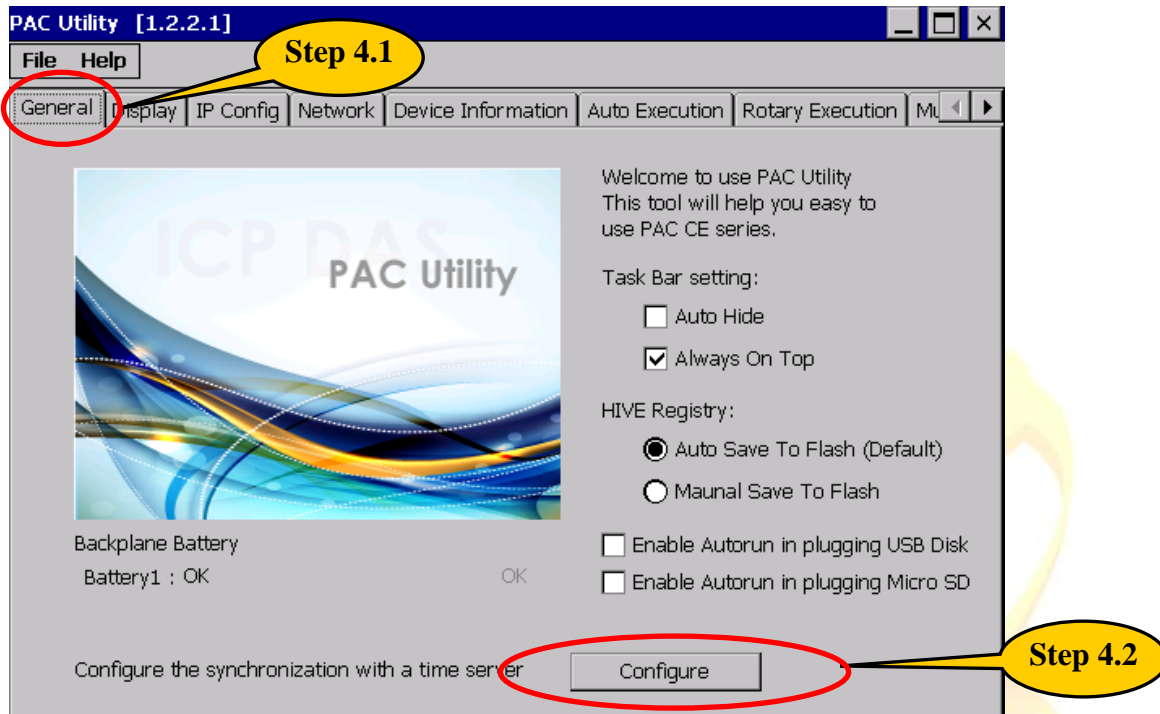 PAC Utility [1.2.2.1]
Step 4.1
File Help
General Display IP Config Network Device Information Auto Execution Rotary Execution Mu
ICP DAS
PAC Utility
Welcome to use PAC Utility
This tool will help you easy to
use PAC CE series.
Task Bar setting:
Auto Hide
Always On Top
HIVE Registry:
Auto Save To Flash (Default)
Maunal Save To Flash
Backplane Battery
Battery1 : OK OK
Enable Autorun in plugging USB Disk
Enable Autorun in plugging Micro SD
Configure the synchronization with a time server
Configure
Step 4.2